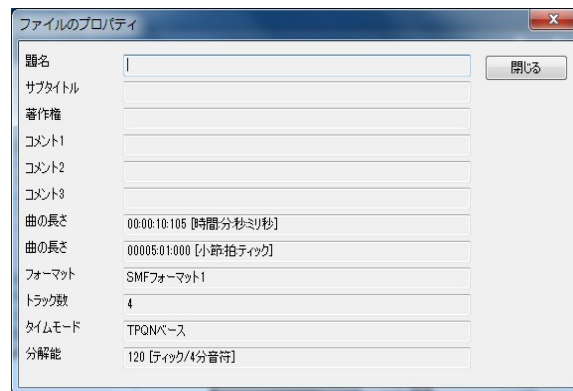 ファイルのプロパティ
題名
閉じる
サブタイトル
著作権
コメント1
コメント2
コメント3
曲の長さ 00:00:10:105 [時間:分:秒:ミリ秒]
曲の長さ 00005:01:000 [小節:拍:ティック]
フォーマット SMFフォーマット1
トラック数 4
タイムモード TPQNベース
分解能 120 [ティック/4分音符]